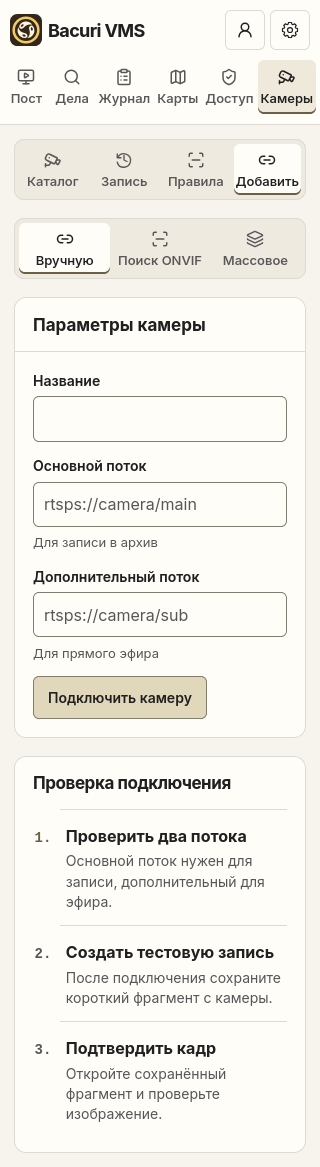 Bacuri VMS
Пост
Дела
Журнал
Карты
Доступ
Камеры
Каталог
Запись
Правила
Добавить
Вручную
Поиск ONVIF
Массовое
Параметры камеры
Название
Основной поток
rtsps://camera/main
Для записи в архив
Дополнительный поток
rtsps://camera/sub
Для прямого эфира
Подключить камеру
Проверка подключения
1. Проверить два потока
Основной поток нужен для
записи, дополнительный для
эфира.
2. Создать тестовую запись
После подключения сохраните
короткий фрагмент с камеры.
3. Подтвердить кадр
Откройте сохранённый
фрагмент и проверьте
изображение.